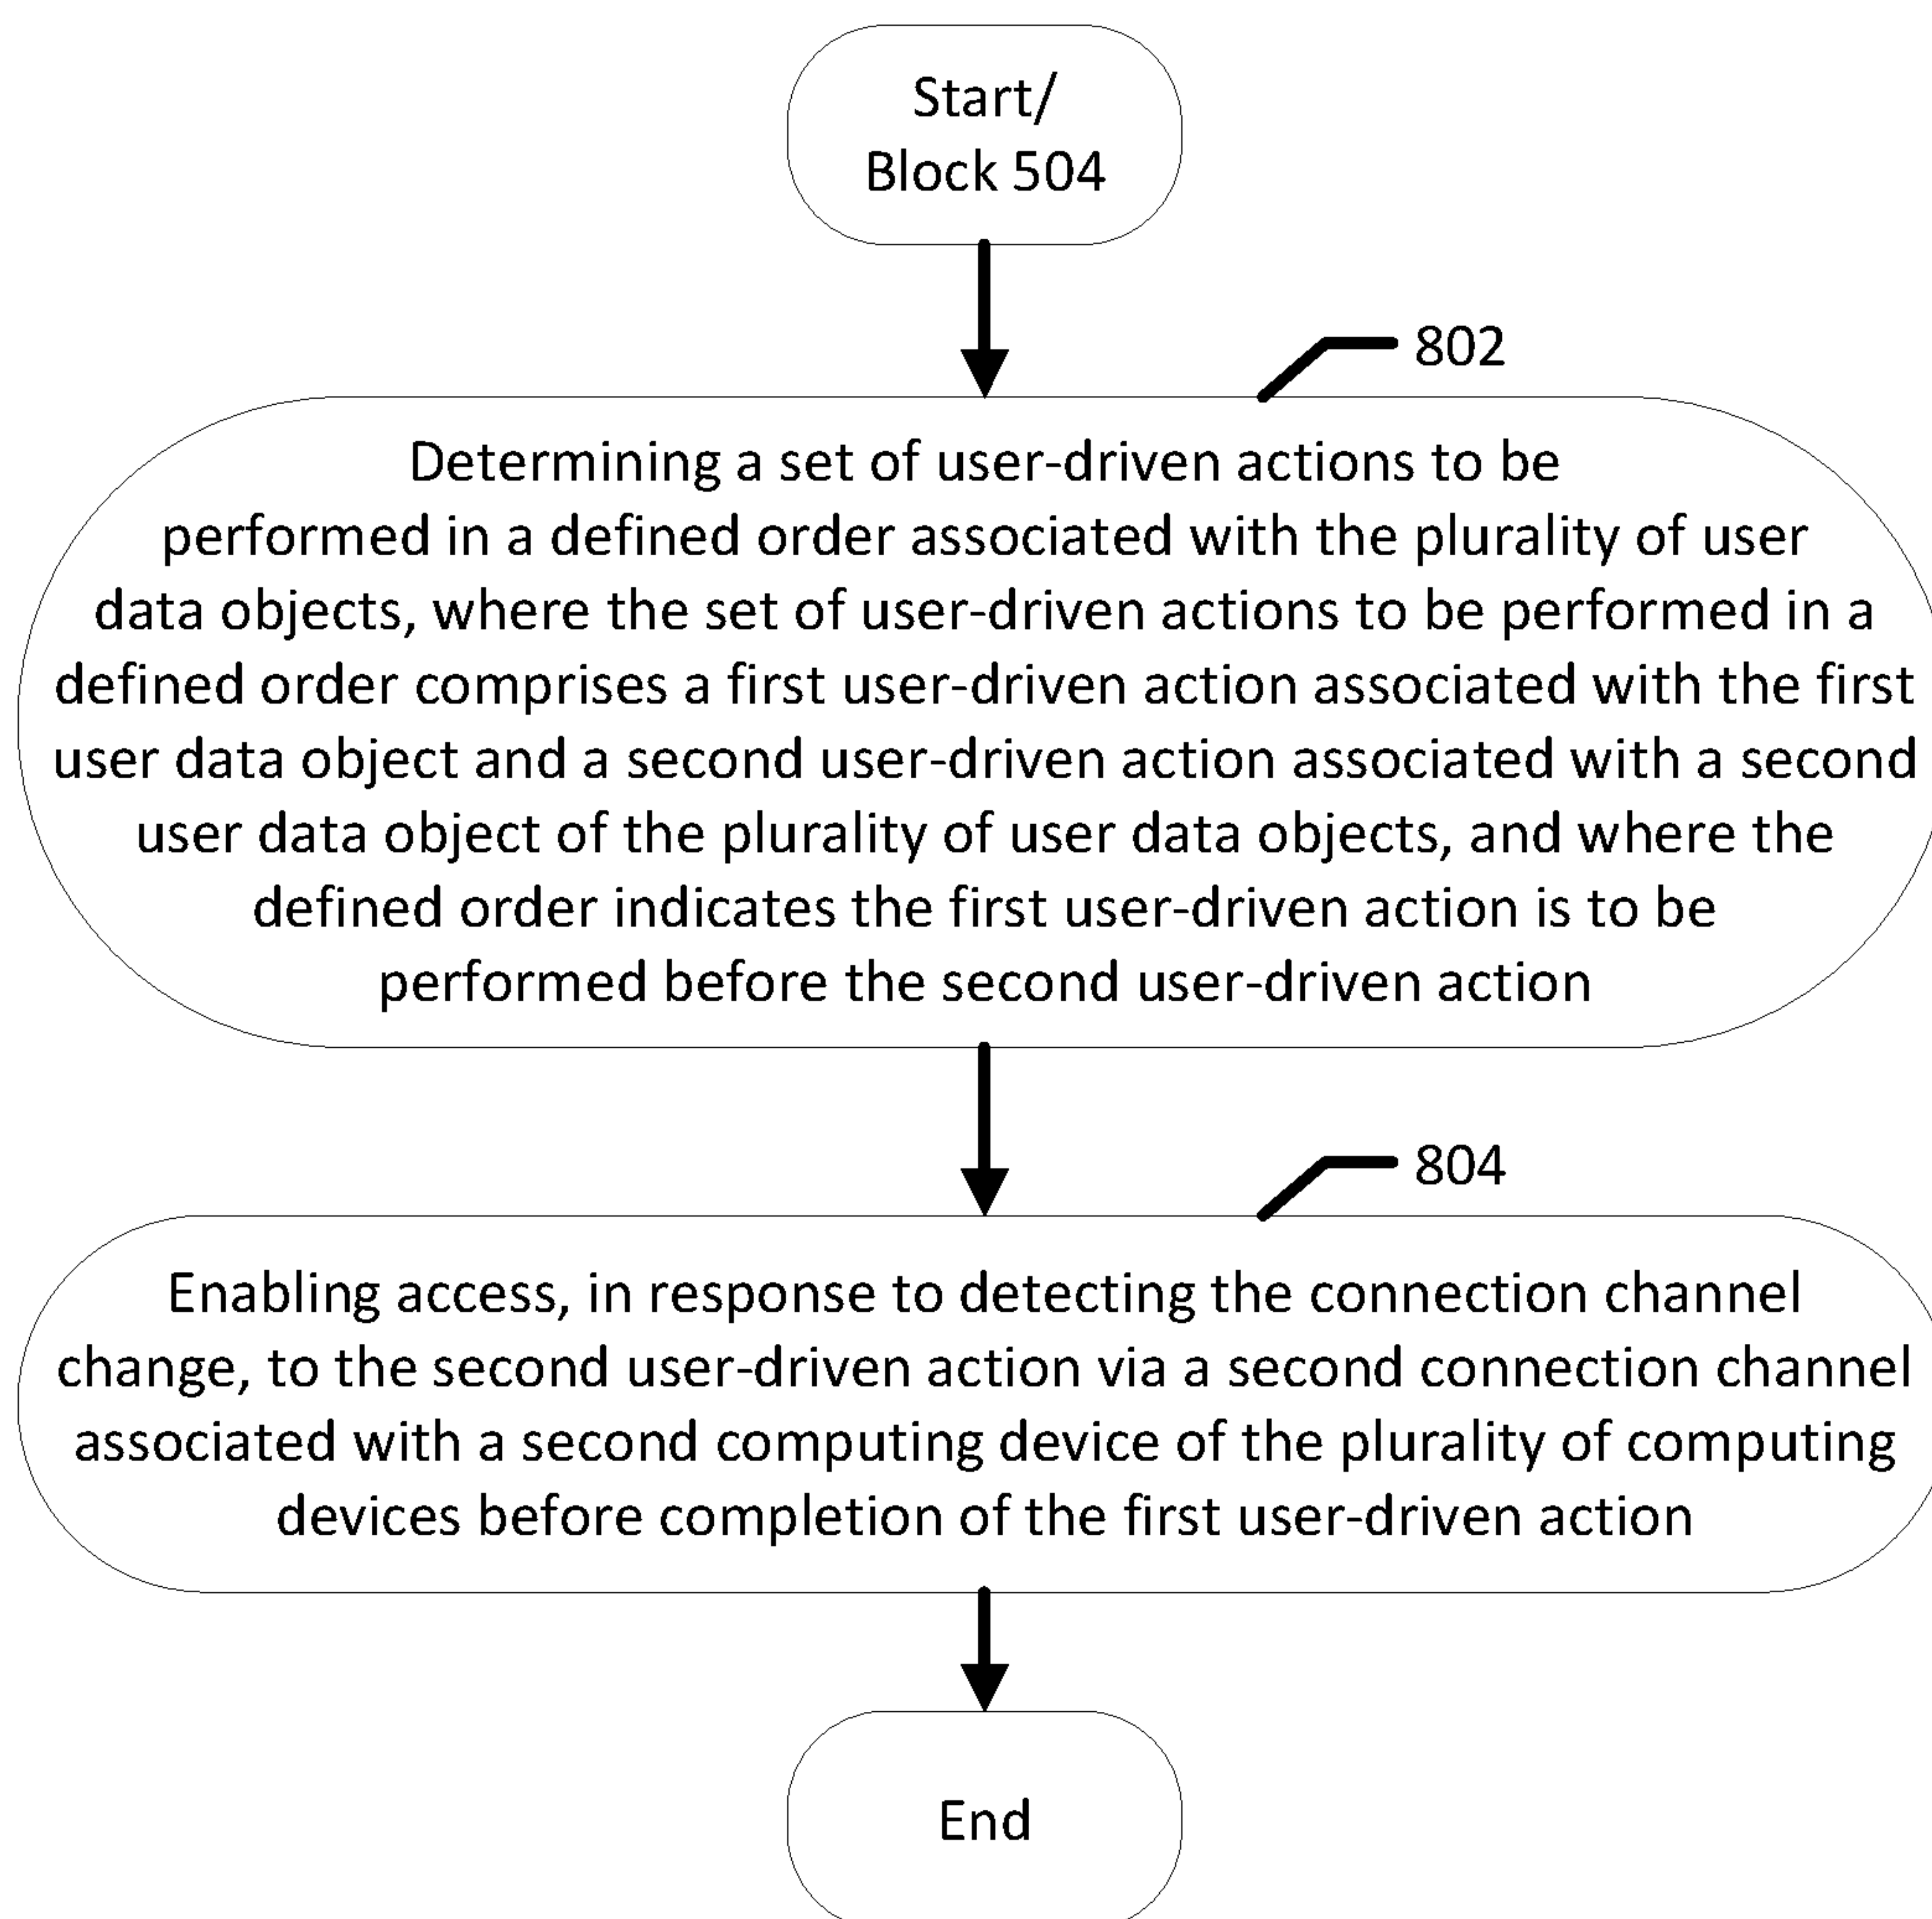 Start/
Block 504
802
Determining a set of user-driven actions to be
performed in a defined order associated with the plurality of user
data objects, where the set of user-driven actions to be performed in a
defined order comprises a first user-driven action associated with the first
user data object and a second user-driven action associated with a second
user data object of the plurality of user data objects, and where the
defined order indicates the first user-driven action is to be
performed before the second user-driven action
804
Enabling access, in response to detecting the connection channel
change, to the second user-driven action via a second connection channel
associated with a second computing device of the plurality of computing
devices before completion of the first user-driven action
End